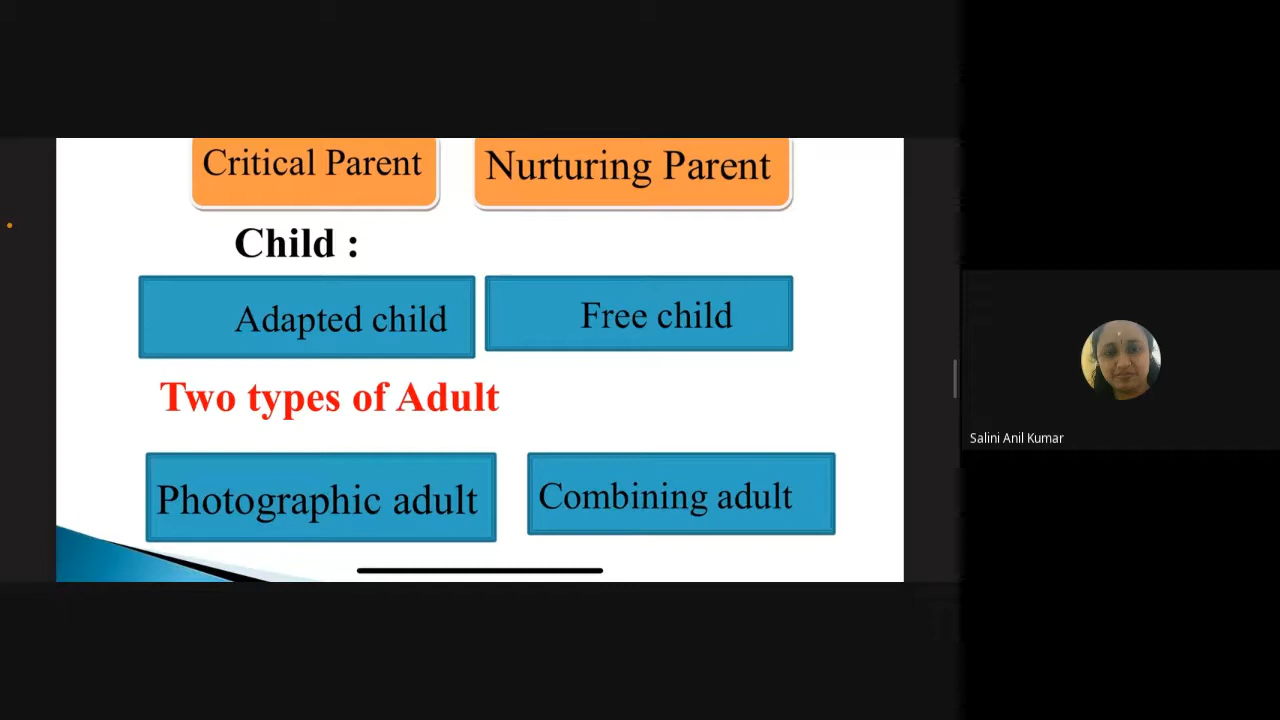 Critical Parent
Nurturing Parent
Child :
Adapted child
Free child
Two types of Adult
Photographic adult
Combining adult
Salini Anil Kumar